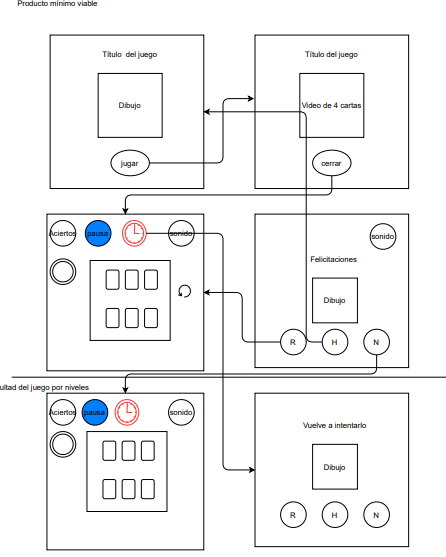 Producto mínimo viable
Título del juego
Título del juego
Dibujo
Video de 4 cartas
jugar
cerrar
Aciertos
pausa
sonido
sonido
Felicitaciones
Dibujo
R
H
N
ultad del juego por niveles
Aciertos
pausa
sonido
Vuelve a intentarlo
Dibujo
R
H
N